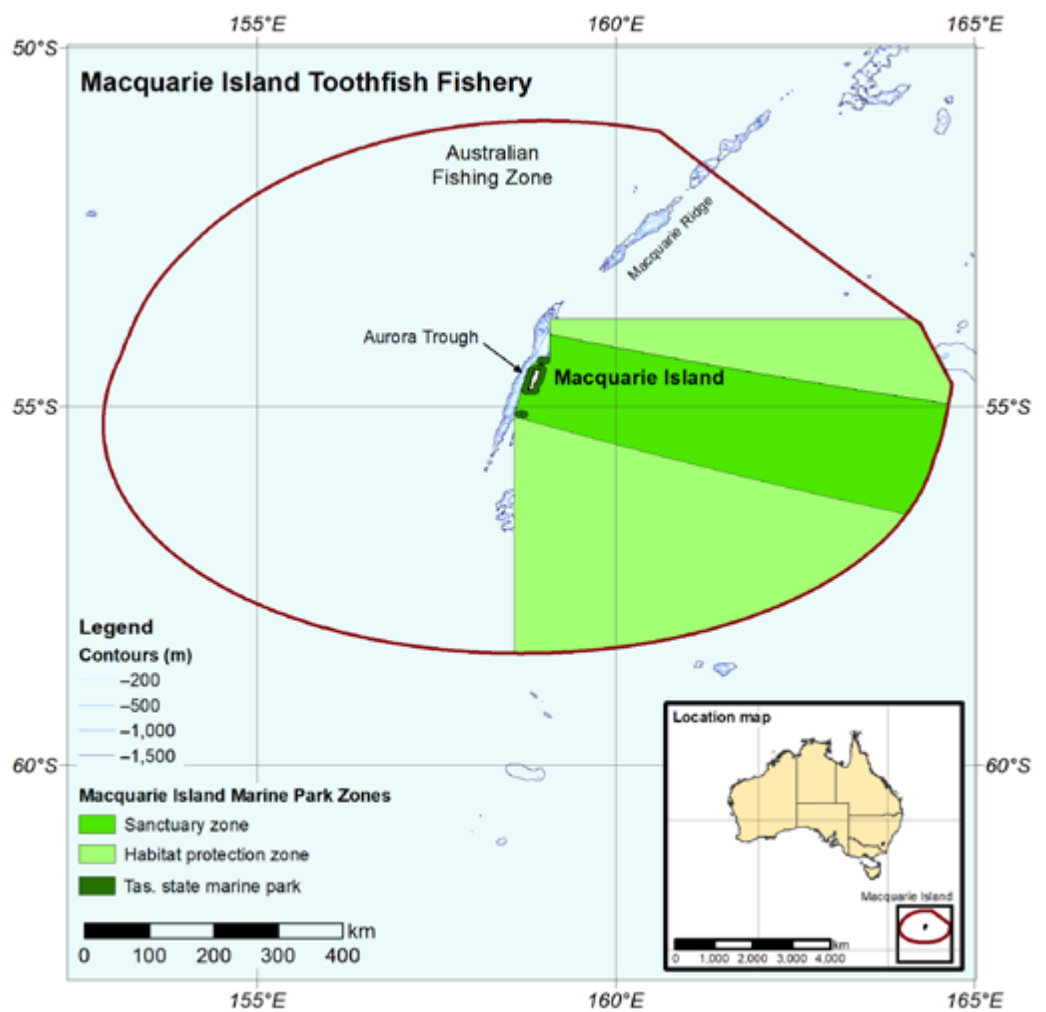 155°E 160°E 165°E
50°S
Macquarie Island Toothfish Fishery
Australian
Fishing Zone
Macquarie Ridge
Aurora Trough
Macquarie Island
55°S 55°S
Legend
Contours (m)
–200
–500
–1,000
–1,500
60°S 60°S
Macquarie Island Marine Park Zones
Sanctuary zone
Habitat protection zone
Tas. state marine park
km
0 100 200 300 400
Location map
Macquarie Island
km
0 1,000 2,000 3,000 4,000
155°E 160°E 165°E